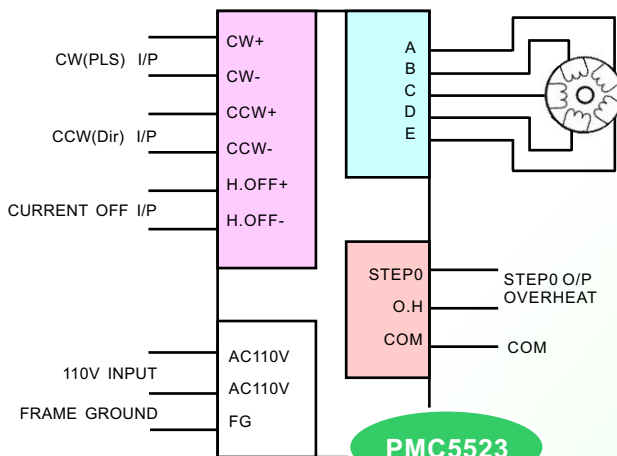 CW(PLS) I/P
CW+
CW-
CCW(Dir) I/P
CCW+
CCW-
CURRENT OFF I/P
H.OFF+
H.OFF-
A
B
C
D
E
STEP0
O.H
COM
STEP0 O/P
OVERHEAT
COM
110V INPUT
FRAME GROUND
AC110V
AC110V
FG
PMC5523